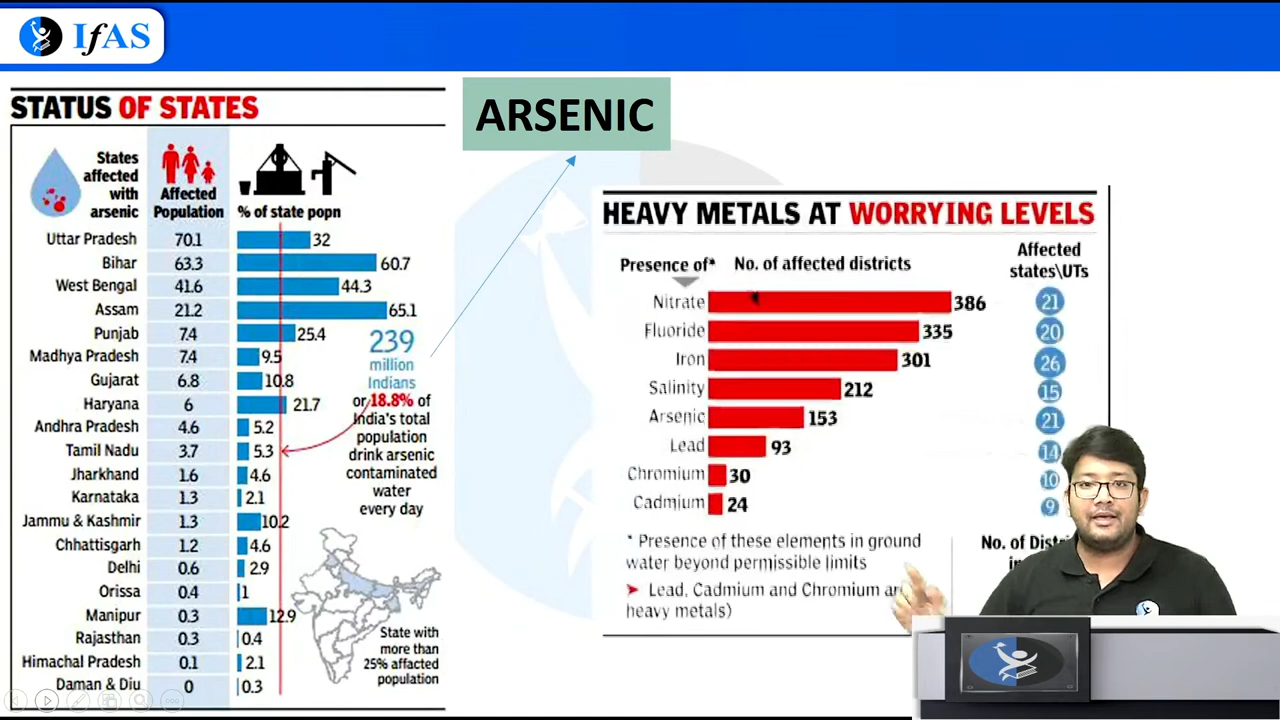 IfAS
STATUS OF STATES
States
affected
with
arsenic
Affected
Population
% of state popn
Uttar Pradesh 70.1 32
Bihar 63.3 60.7
West Bengal 41.6 44.3
Assam 21.2 65.1
Punjab 7.4 25.4
Madhya Pradesh 7.4 9.5
Gujarat 6.8 10.8
Haryana 6 21.7
Andhra Pradesh 4.6 5.2
Tamil Nadu 3.7 5.3
Jharkhand 1.6 4.6
Karnataka 1.3 2.1
Jammu & Kashmir 1.3 10.2
Chhattisgarh 1.2 4.6
Delhi 0.6 2.9
Orissa 0.4 1
Manipur 0.3 12.9
Rajasthan 0.3 0.4
Himachal Pradesh 0.1 2.1
Daman & Diu 0 0.3
239
million
Indians
or 18.8% of
India's total
population
drink arsenic
contaminated
water
every day
State with
more than
25% affacted
population
ARSENIC
HEAVY METALS AT WORRYING LEVELS
Presence of* No. of affected districts
Affected
states\UTs
Nitrate 386 21
Fluoride 335 20
Iron 301 26
Salinity 212 15
Arsenic 153 21
Lead 93 14
Chromium 30 10
Cadmium 24 9
* Presence of these elements in ground
water beyond permissible limits
Lead, Cadmium and Chromium
heavy metals)
No. of